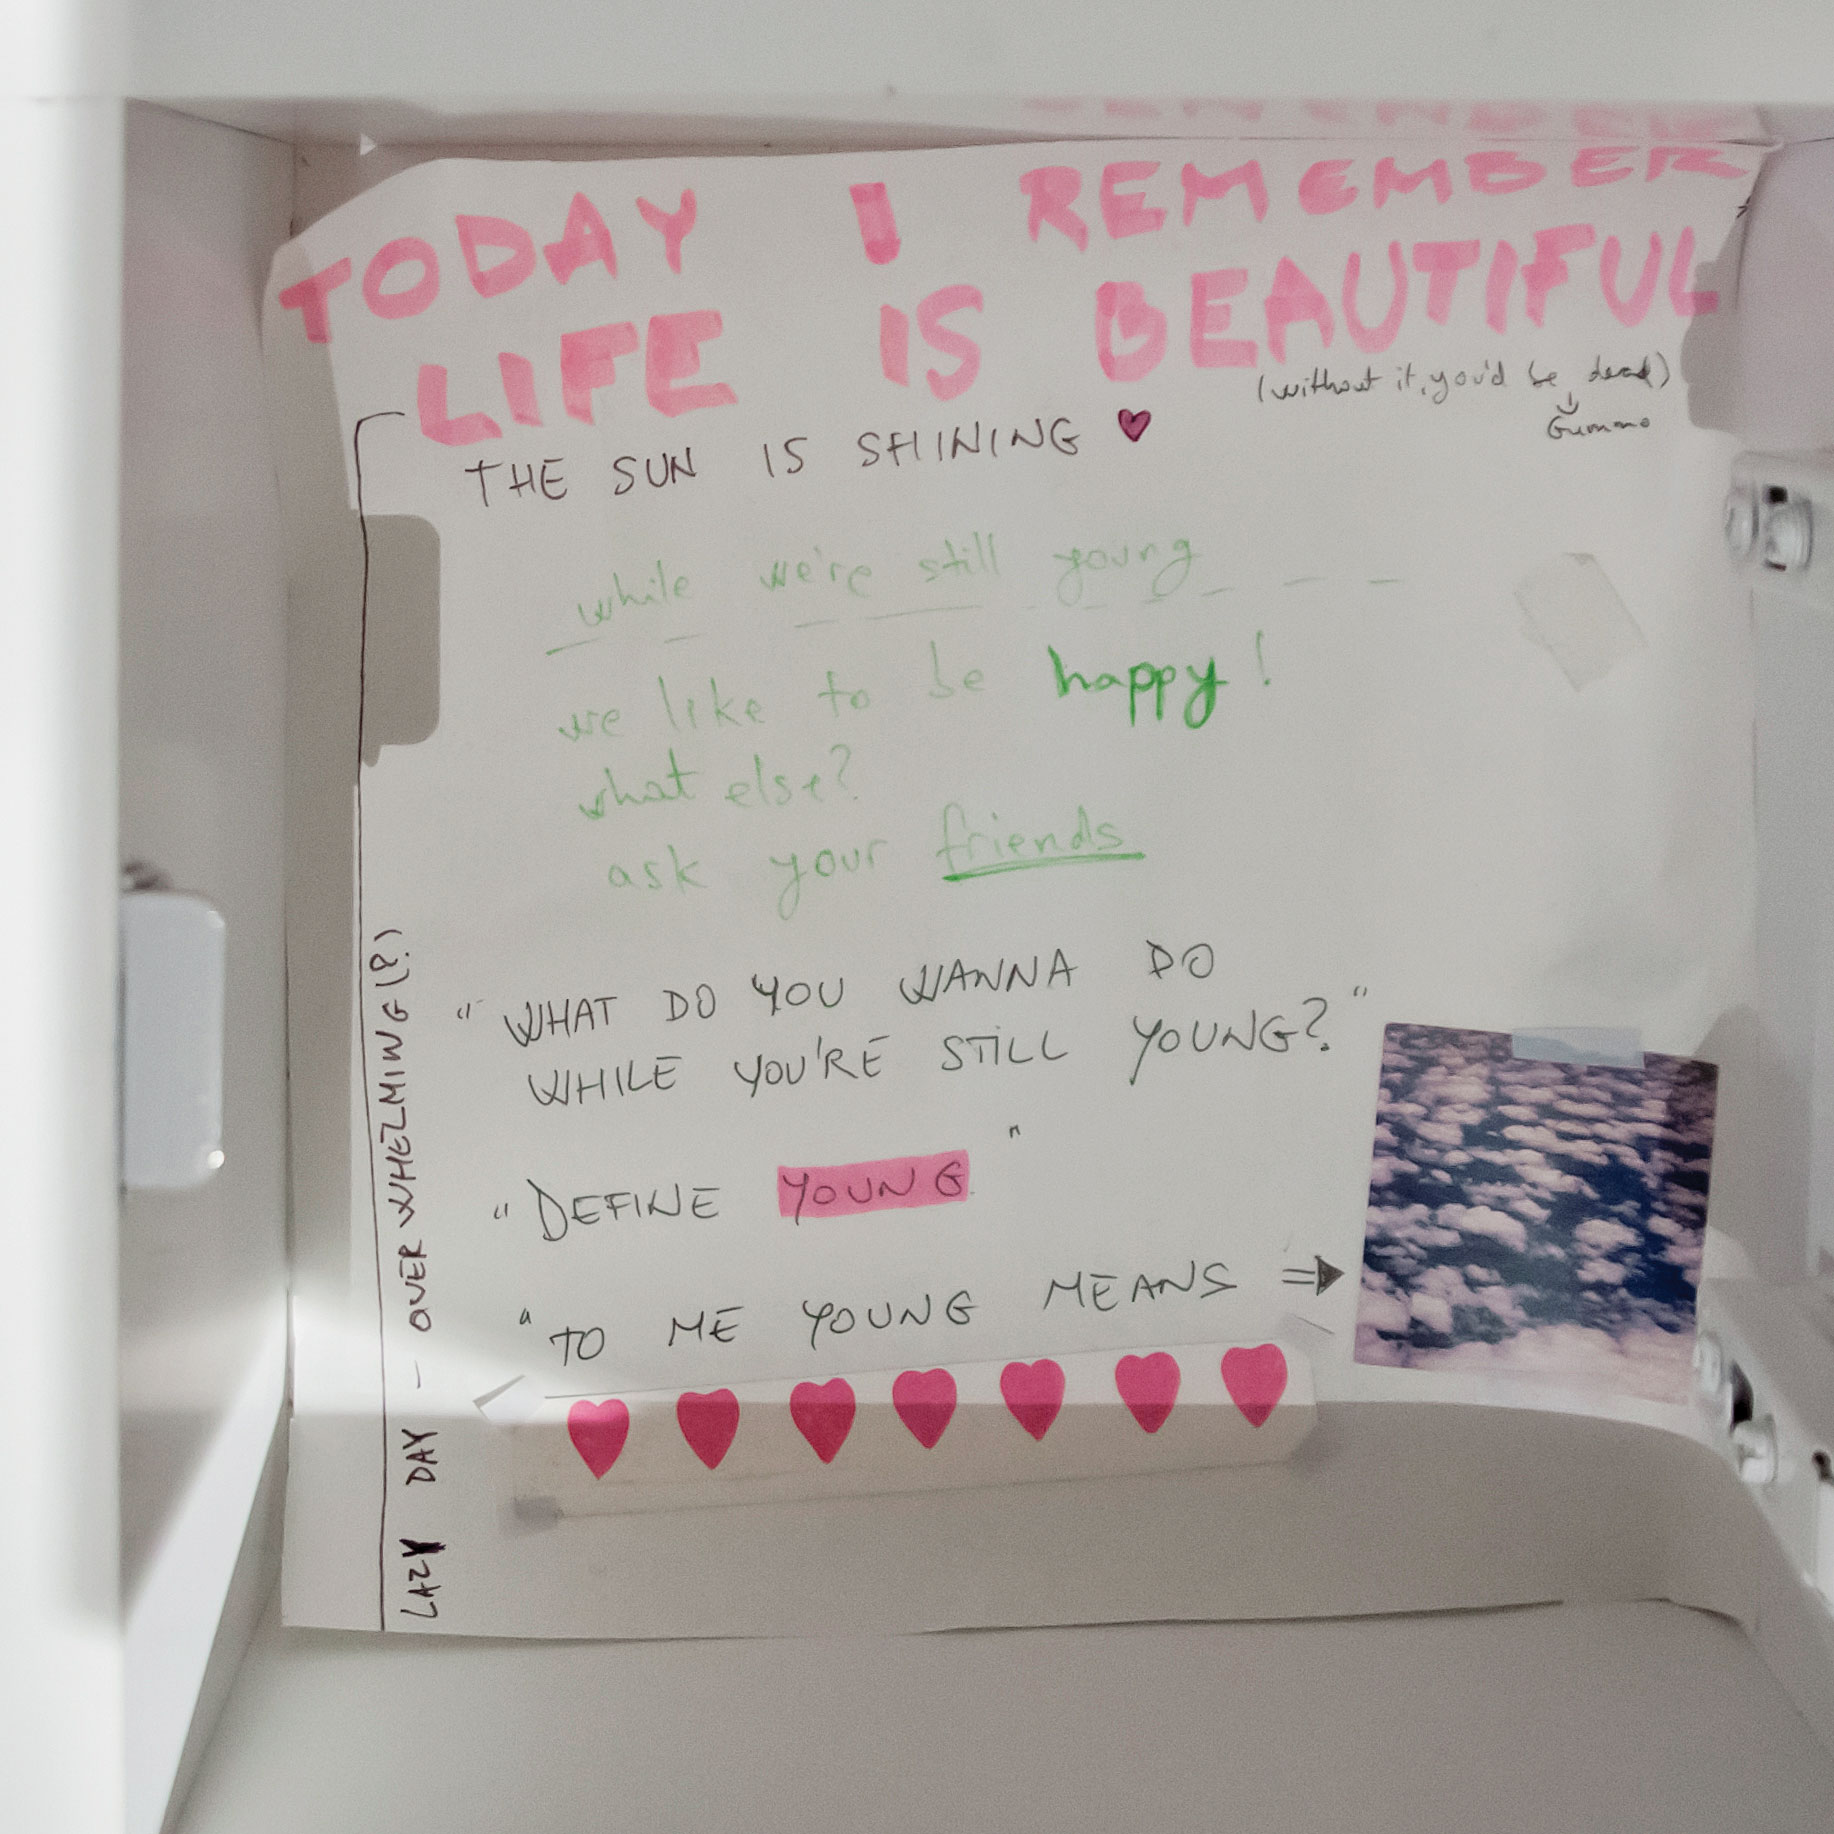 TODAY I REMEMBER
LIFE IS BEAUTIFUL
(without it, you'd be dead)
Gummo
THE SUN IS SHINING
while we're still young
we like to be happy!
what else?
ask your friends
"WHAT DO YOU WANNA DO
WHILE YOU'RE STILL YOUNG?"
"DEFINE YOUNG"
"TO ME YOUNG MEANS ⇒
LAZY DAY - OVERWHELMING(?)